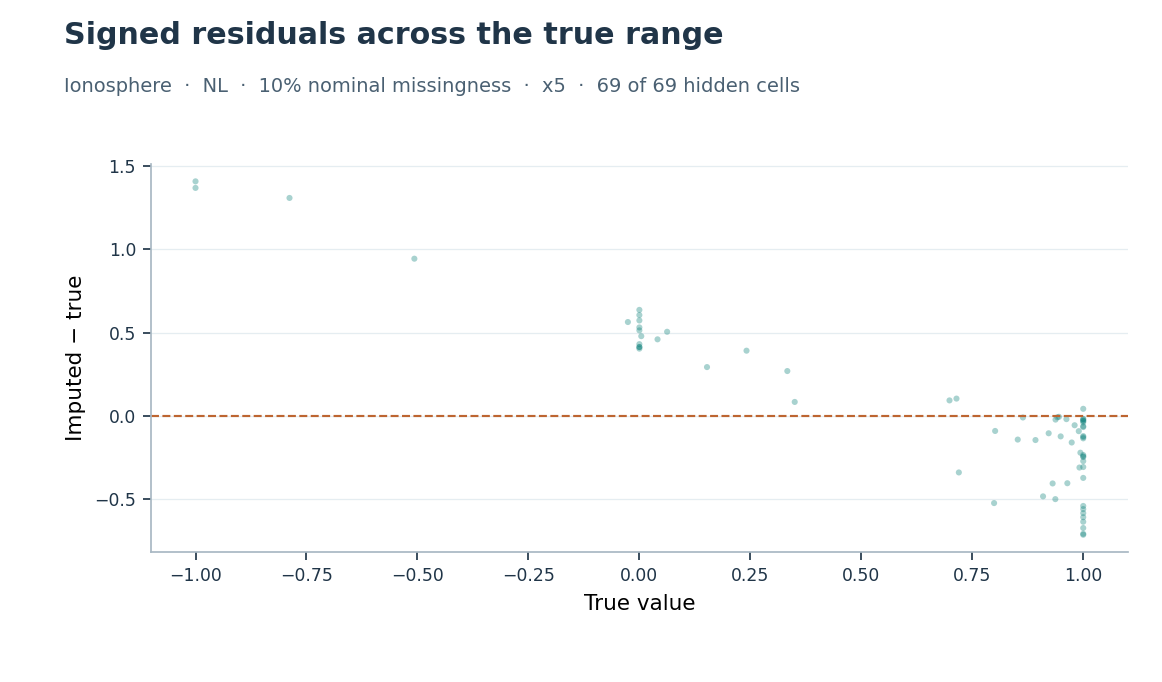 Signed residuals across the true range
Ionosphere · NL · 10% nominal missingness · x5 · 69 of 69 hidden cells
1.5
1.0
0.5
0.0
−0.5
Imputed − true
−1.00 −0.75 −0.50 −0.25 0.00 0.25 0.50 0.75 1.00
True value